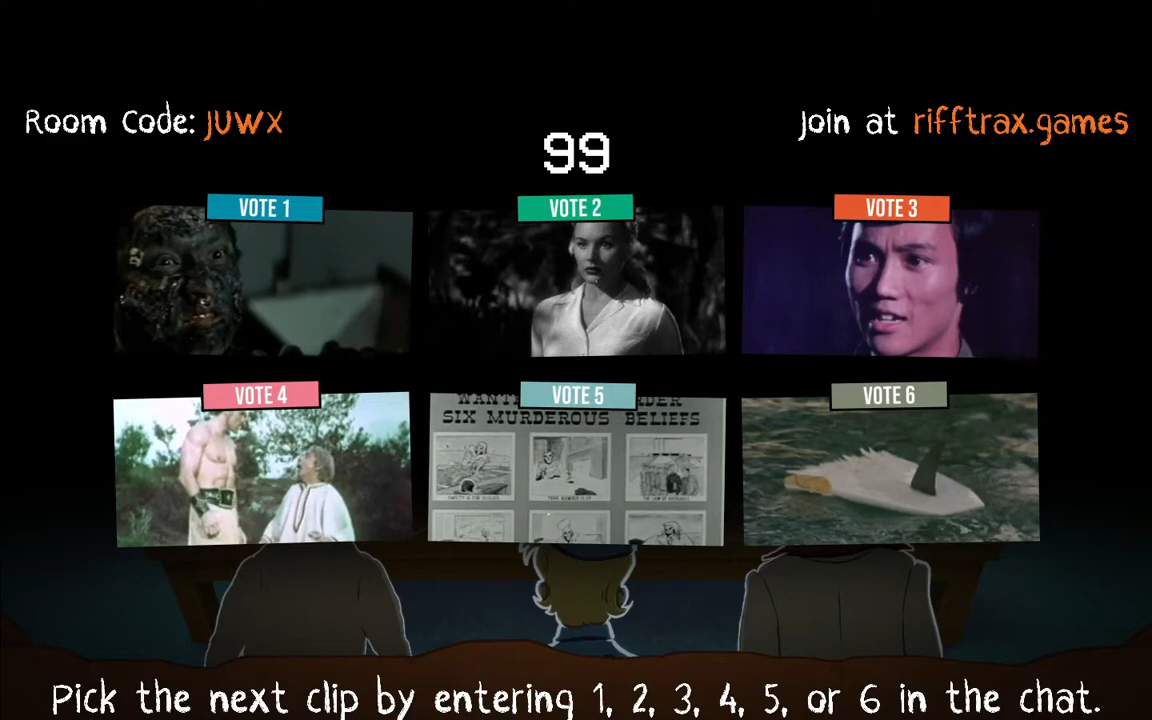 Room Code: JUWX
Join at rifftrax.games
99
VOTE 1
VOTE 2
VOTE 3
VOTE 4
VOTE 5
VOTE 6
SIX MURDEROUS BELIEFS
Pick the next clip by entering 1, 2, 3, 4, 5, or 6 in the chat.